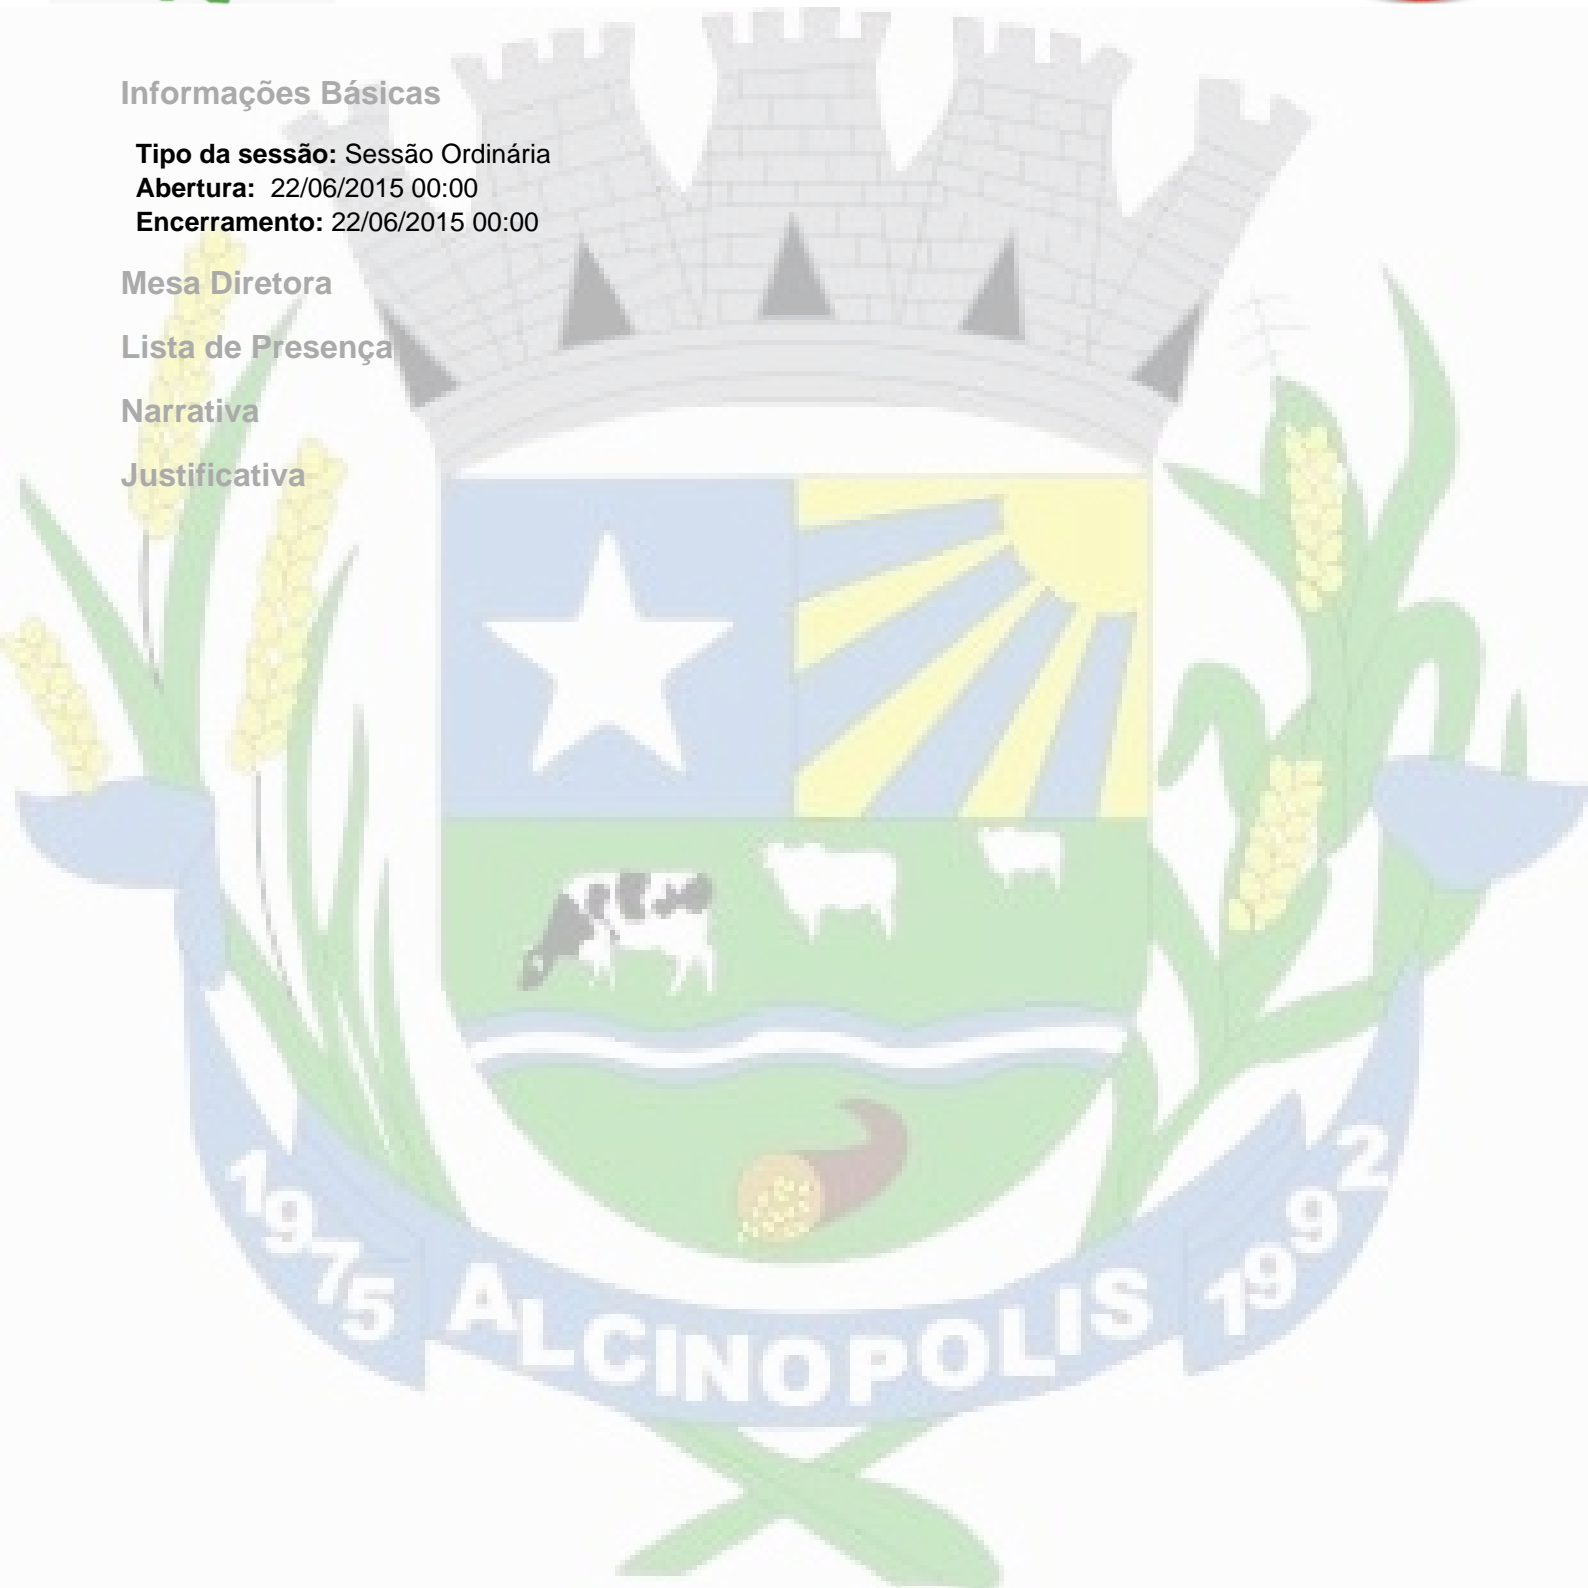 Informações Básicas
Tipo da sessão: Sessão Ordinária
Abertura: 22/06/2015 00:00
Encerramento: 22/06/2015 00:00
Mesa Diretora
Lista de Presença
Narrativa
Justificativa
1975 ALCINOPOLIS 1992